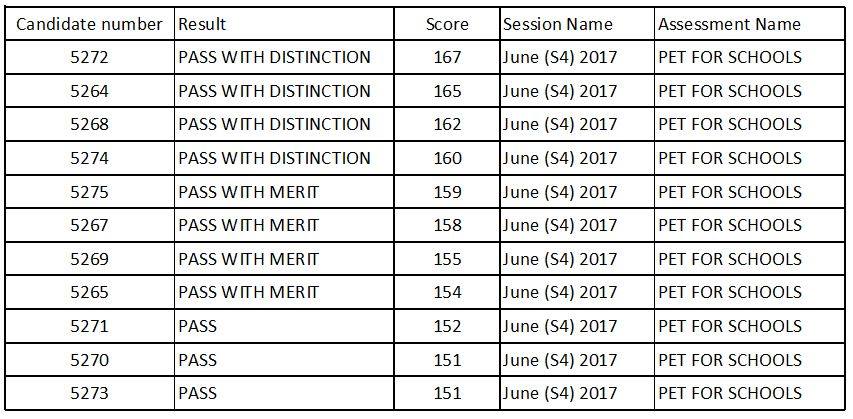 Candidate number Result Score Session Name Assessment Name
5272 PASS WITH DISTINCTION 167 June (S4) 2017 PET FOR SCHOOLS
5264 PASS WITH DISTINCTION 165 June (S4) 2017 PET FOR SCHOOLS
5268 PASS WITH DISTINCTION 162 June (S4) 2017 PET FOR SCHOOLS
5274 PASS WITH DISTINCTION 160 June (S4) 2017 PET FOR SCHOOLS
5275 PASS WITH MERIT 159 June (S4) 2017 PET FOR SCHOOLS
5267 PASS WITH MERIT 158 June (S4) 2017 PET FOR SCHOOLS
5269 PASS WITH MERIT 155 June (S4) 2017 PET FOR SCHOOLS
5265 PASS WITH MERIT 154 June (S4) 2017 PET FOR SCHOOLS
5271 PASS 152 June (S4) 2017 PET FOR SCHOOLS
5270 PASS 151 June (S4) 2017 PET FOR SCHOOLS
5273 PASS 151 June (S4) 2017 PET FOR SCHOOLS